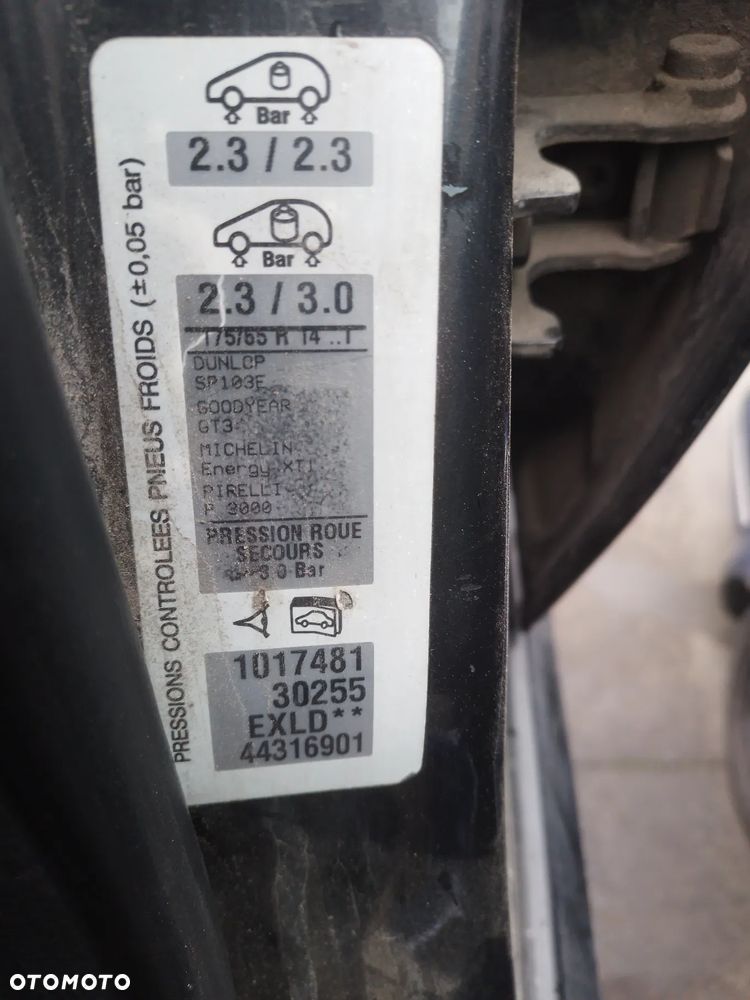 Bar
2.3 / 2.3
Bar
2.3 / 3.0
175/65 R 14 ..T
DUNLOP
SP103E
GOODYEAR
GT3
MICHELIN
Energy XT1
PIRELLI
P 3000
PRESSION ROUE
SECOURS
3.0 Bar
1017481
30255
EXLD**
44316901
PRESSIONS CONTROLEES PNEUS FROIDS (±0,05 bar)
OTOMOTO